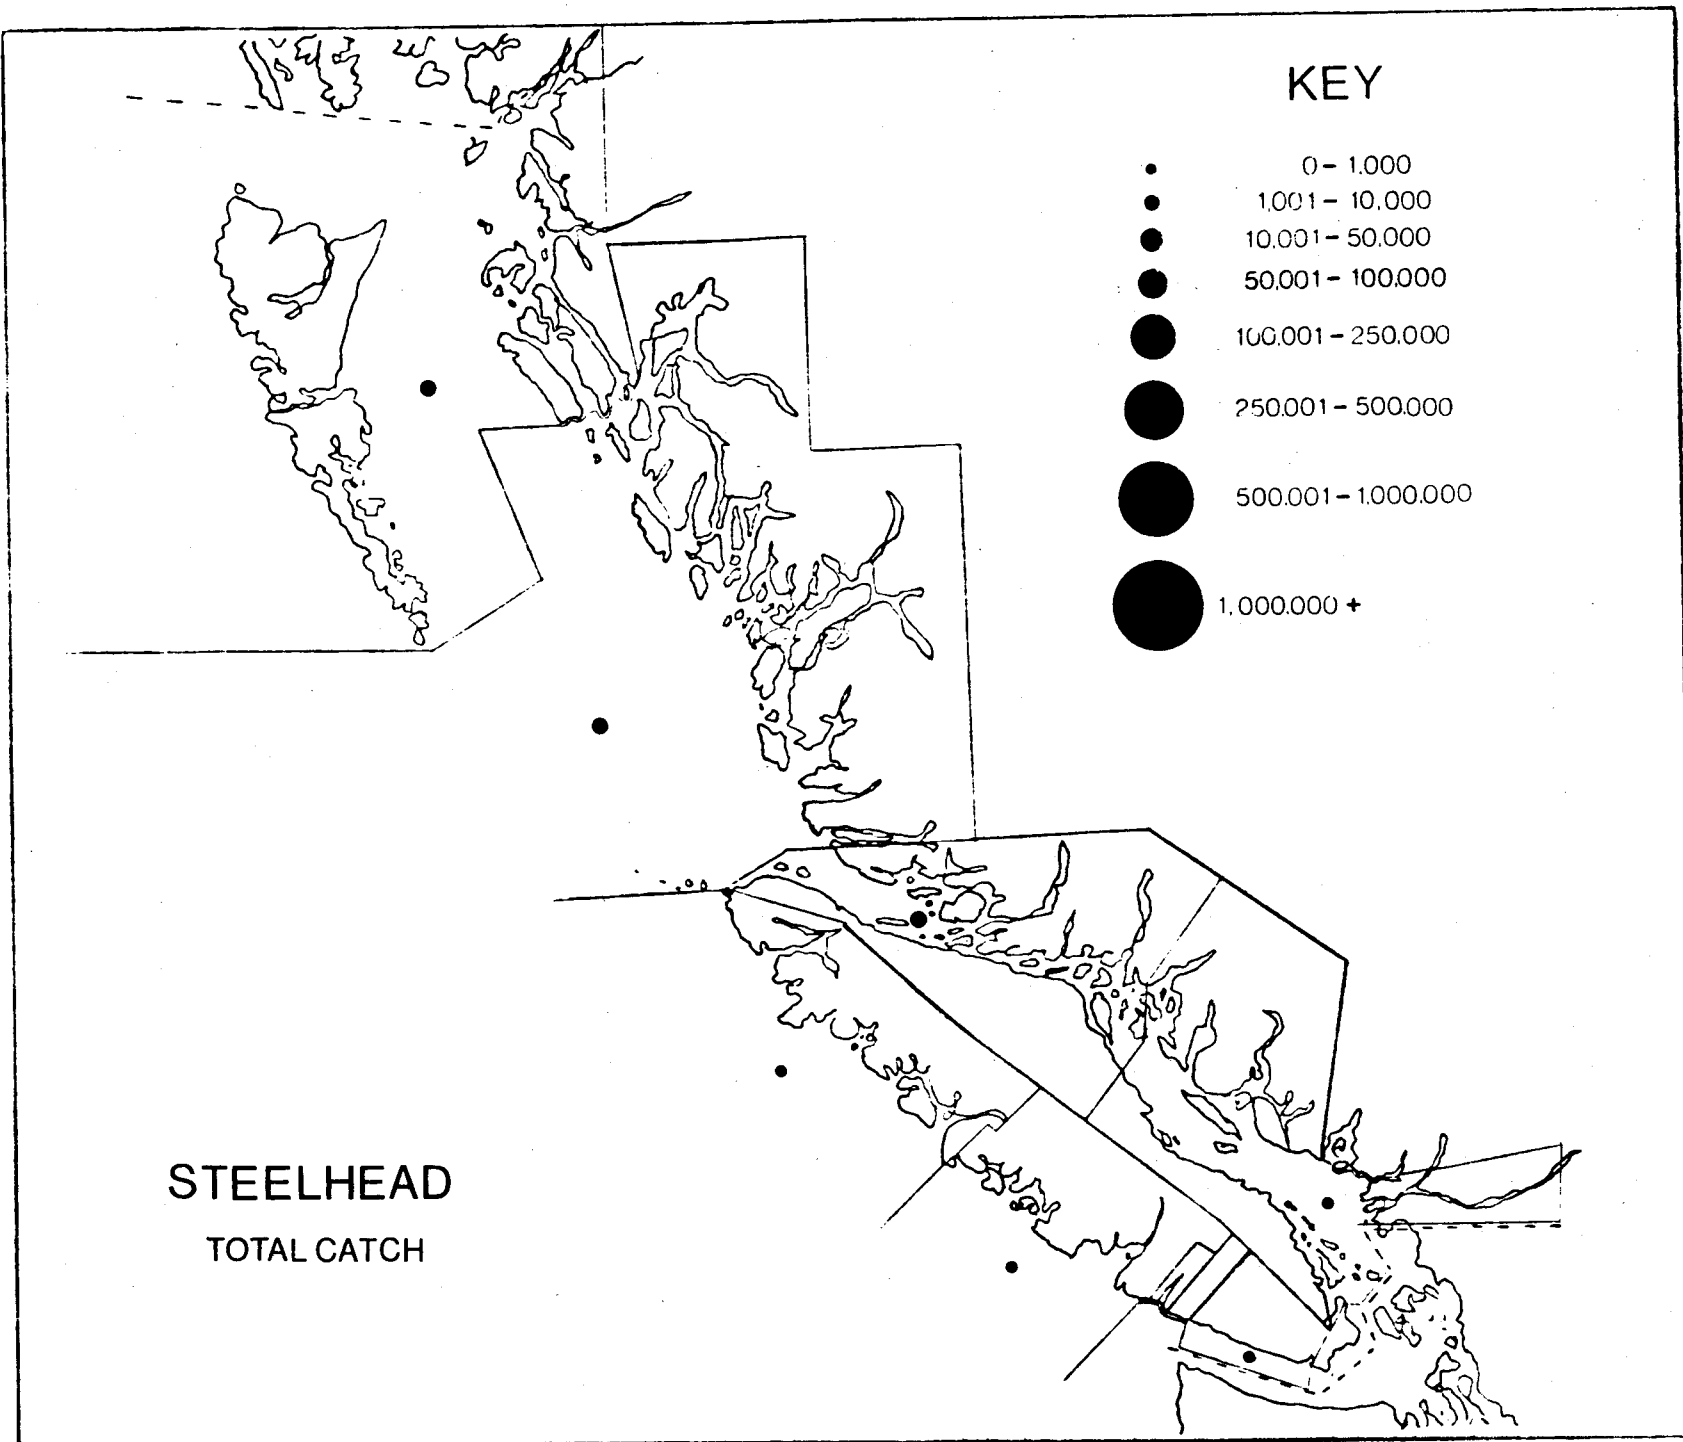 KEY
0 – 1.000
1,001 – 10,000
10,001 – 50.000
50,001 – 100.000
100.001 – 250.000
250.001 – 500.000
500.001 – 1.000.000
1,000.000 +
STEELHEAD
TOTAL CATCH